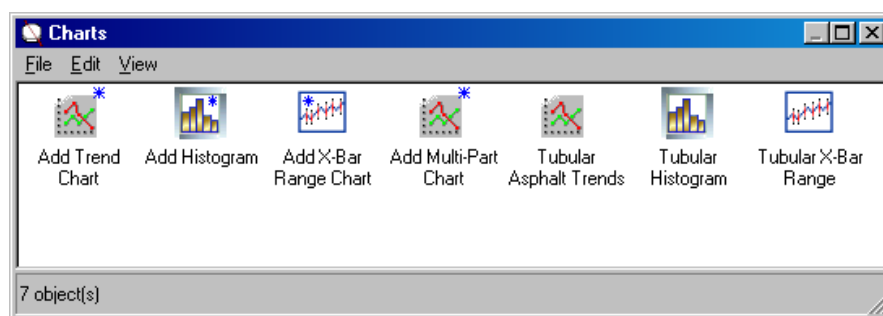 Charts
File Edit View
Add Trend Add Histogram Add X-Bar Add Multi-Part Tubular Tubular Tubular X-Bar
Chart Range Chart Chart Asphalt Trends Histogram Range
7 object(s)